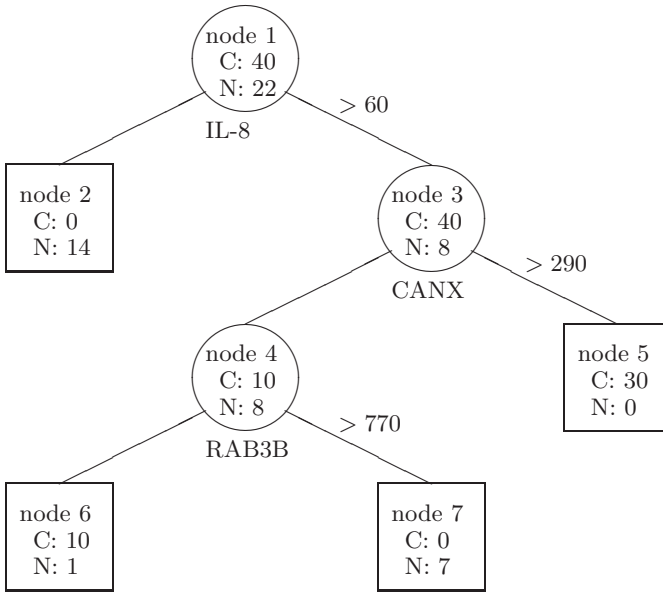 node 1
C: 40
N: 22
> 60
IL-8
node 2
C: 0
N: 14
node 3
C: 40
N: 8
> 290
CANX
node 4
C: 10
N: 8
> 770
RAB3B
node 5
C: 30
N: 0
node 6
C: 10
N: 1
node 7
C: 0
N: 7